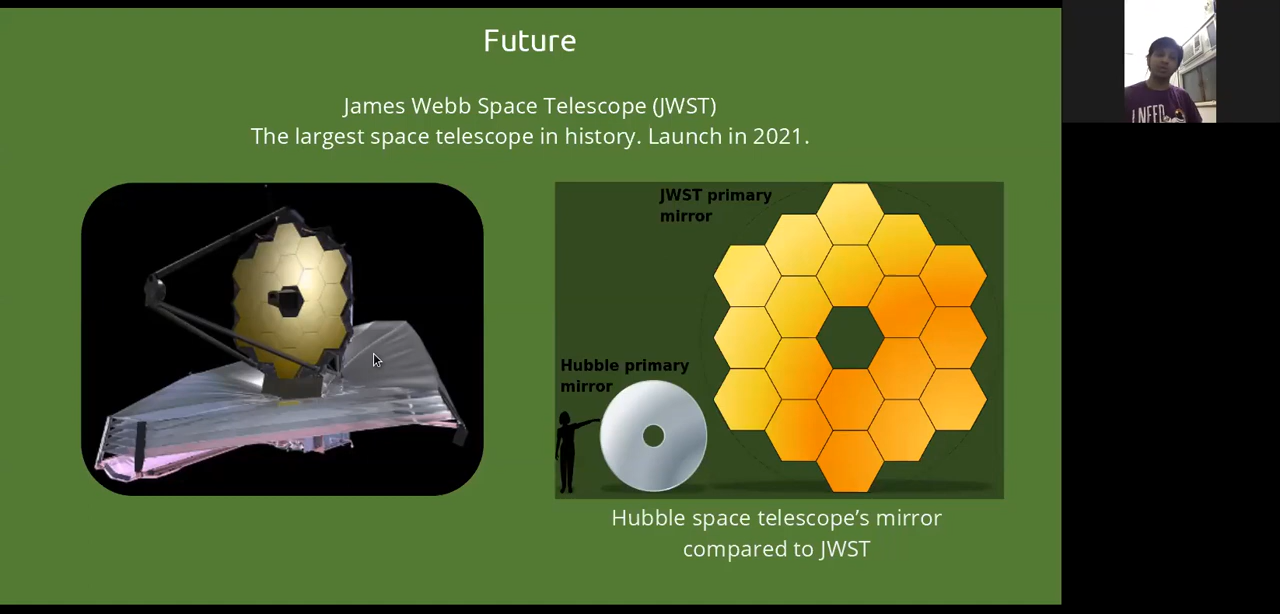 Future
James Webb Space Telescope (JWST)
The largest space telescope in history. Launch in 2021.
JWST primary
mirror
Hubble primary
mirror
Hubble space telescope's mirror
compared to JWST
I NEED